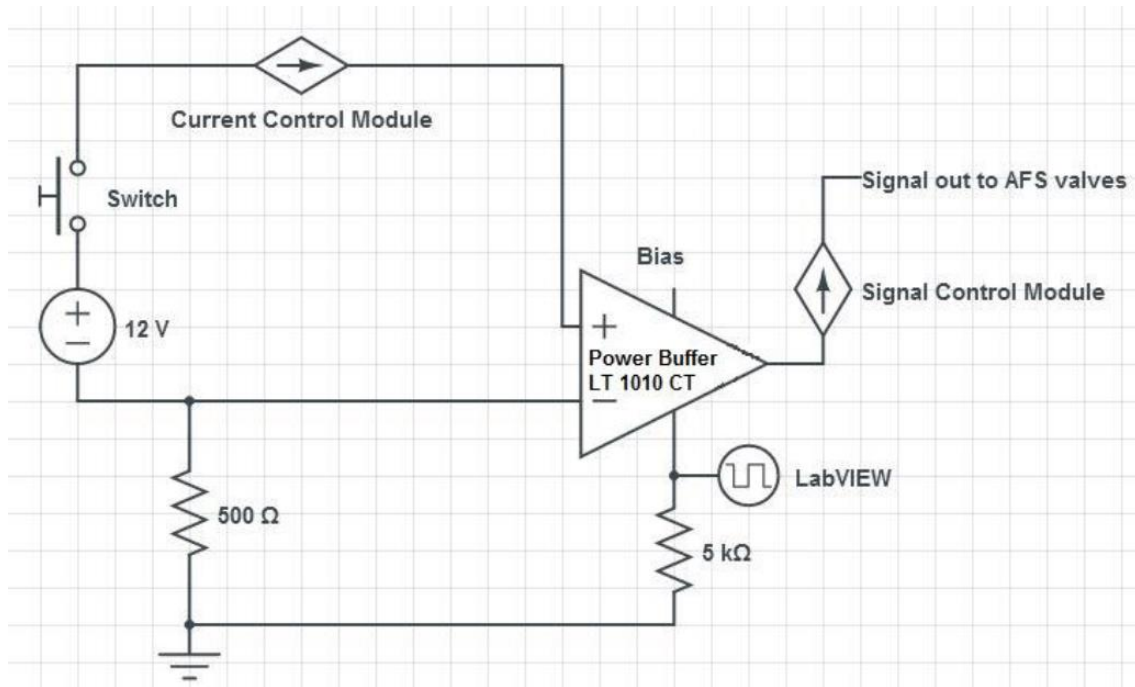 Current Control Module
Switch
Signal out to AFS valves
Bias
Signal Control Module
+
−
12 V
+
Power Buffer
LT 1010 CT
−
LabVIEW
500 Ω
5 kΩ